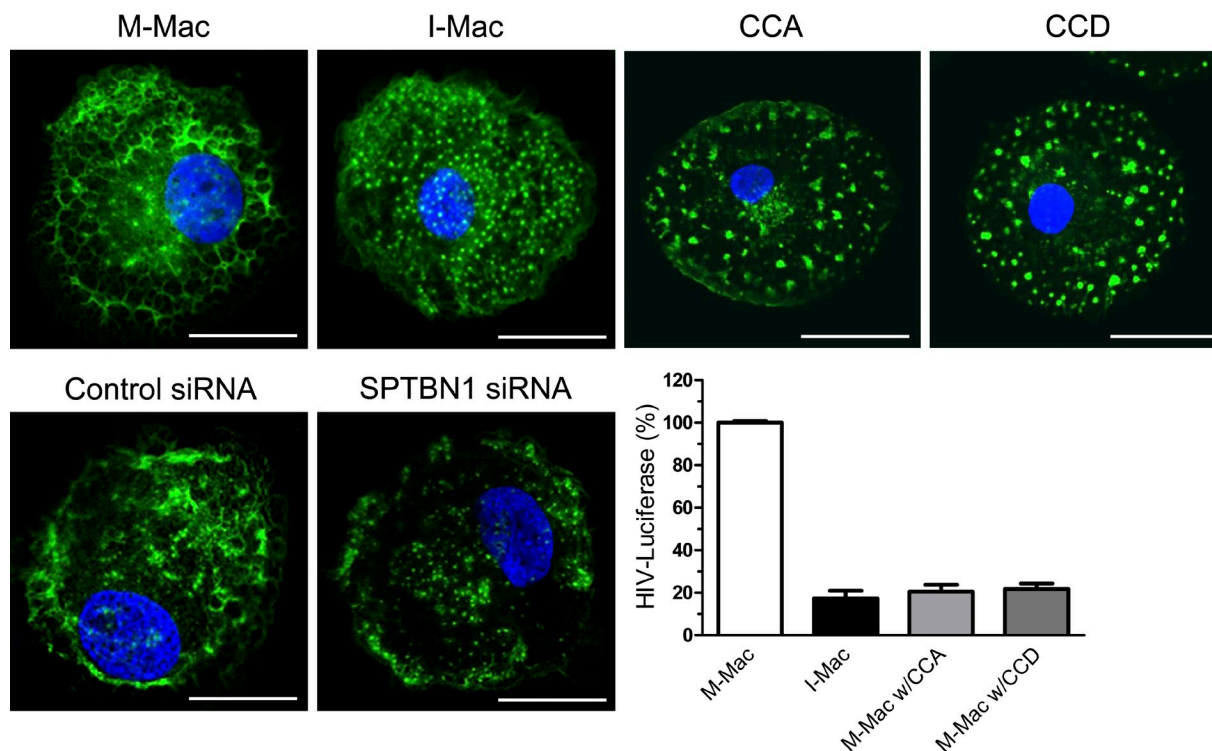 M-Mac
I-Mac
CCA
CCD
Control siRNA
SPTBN1 siRNA
HIV-Luciferase (%)
120
100
80
60
40
20
0
M-Mac
I-Mac
M-Mac w/CCA
M-Mac w/CCD